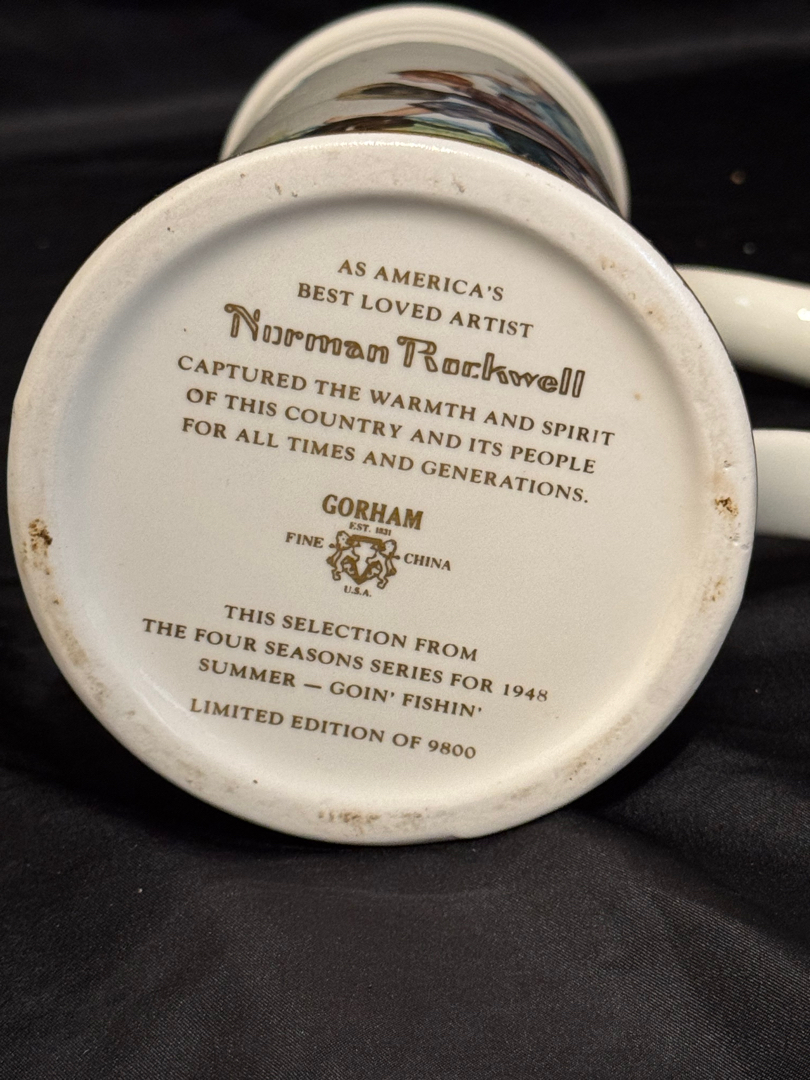 AS AMERICA'S
BEST LOVED ARTIST
Norman Rockwell
CAPTURED THE WARMTH AND SPIRIT
OF THIS COUNTRY AND ITS PEOPLE
FOR ALL TIMES AND GENERATIONS.
GORHAM
EST. 1831
FINE CHINA
U.S.A.
THIS SELECTION FROM
THE FOUR SEASONS SERIES FOR 1948
SUMMER — GOIN' FISHIN'
LIMITED EDITION OF 9800